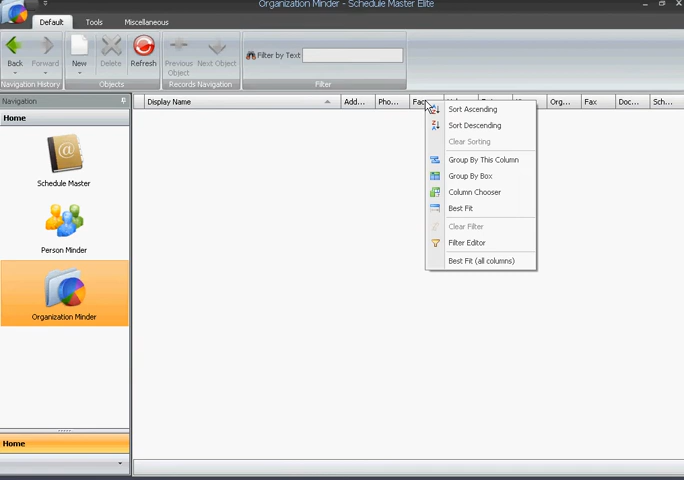 Organization Minder - Schedule Master Elite
Default Tools Miscellaneous
Back Forward New Delete Refresh Previous Object Next Object Filter by Text
Navigation History Objects Records Navigation Filter
Navigation
Home
Display Name Add... Pho... Org... Fax Doc... Sch...
Schedule Master
Person Minder
Organization Minder
Home
Sort Ascending
Sort Descending
Clear Sorting
Group By This Column
Group By Box
Column Chooser
Best Fit
Clear Filter
Filter Editor
Best Fit (all columns)